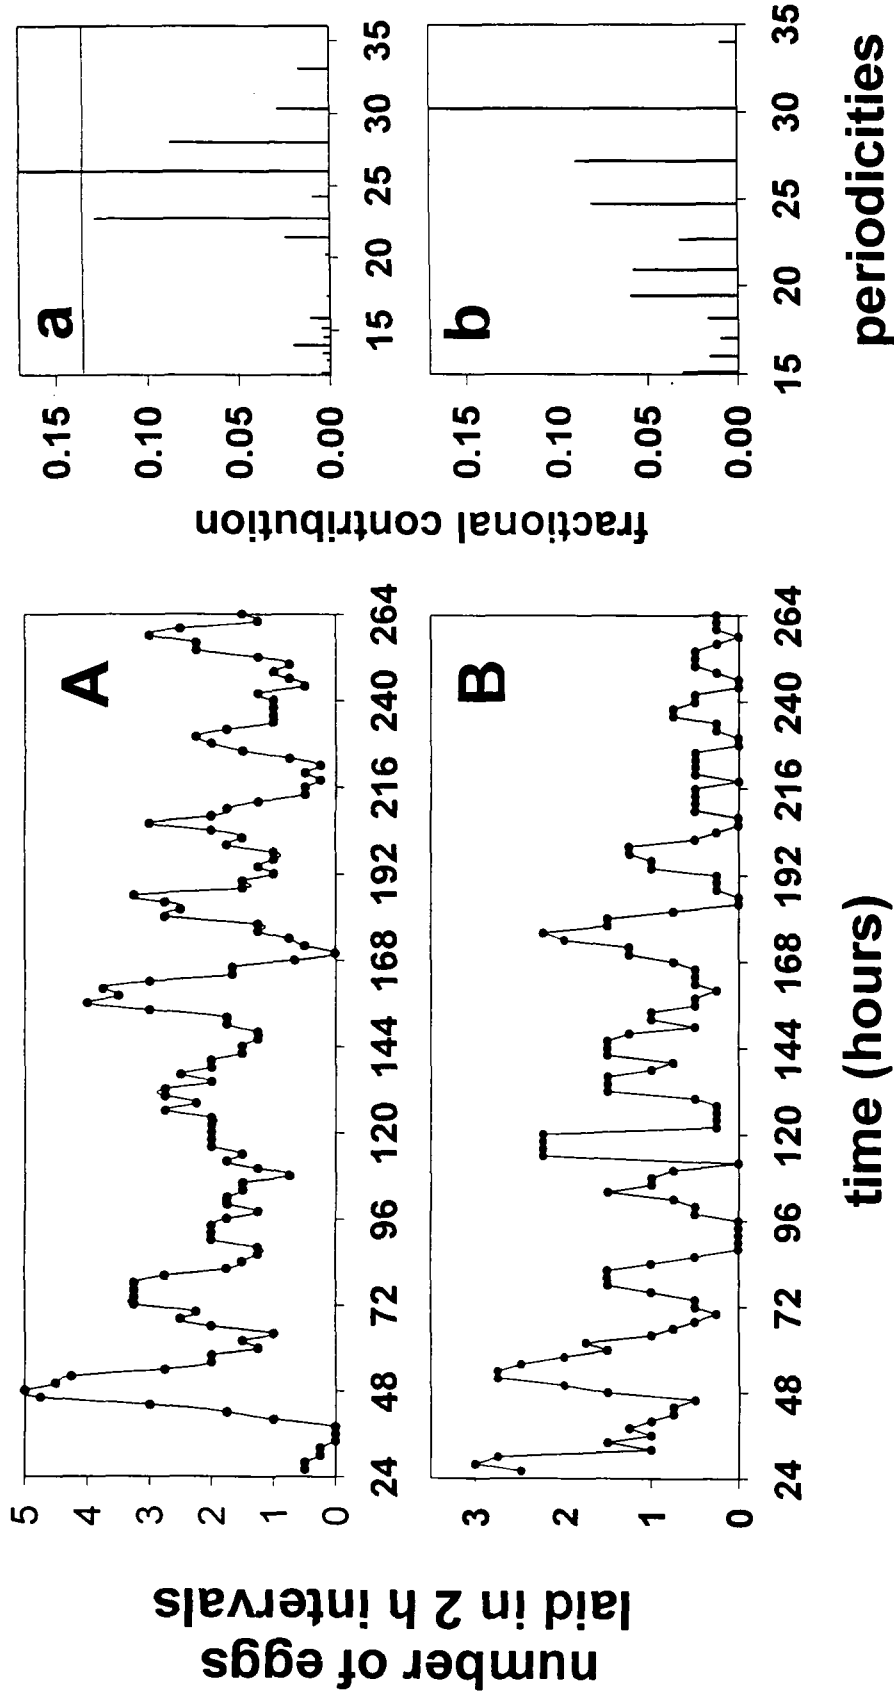 number of eggs
laid in 2 h intervals
A
5
4
3
2
1
0
24 48 72 96 120 144 168 192 216 240 264
B
3
2
1
0
24 48 72 96 120 144 168 192 216 240 264
time (hours)
fractional contribution
a
0.15
0.10
0.05
0.00
15 20 25 30 35
b
0.15
0.10
0.05
0.00
15 20 25 30 35
periodicities